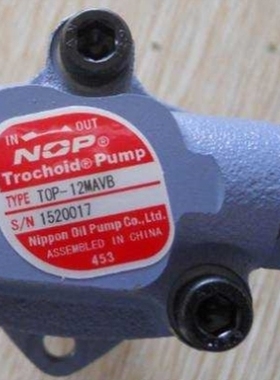 IN OUT
NOP®
Trochoid® Pump
TYPE TOP-12MAVB
S/N 1520017
Nippon Oil Pump Co., Ltd.
ASSEMBLED IN CHINA
453